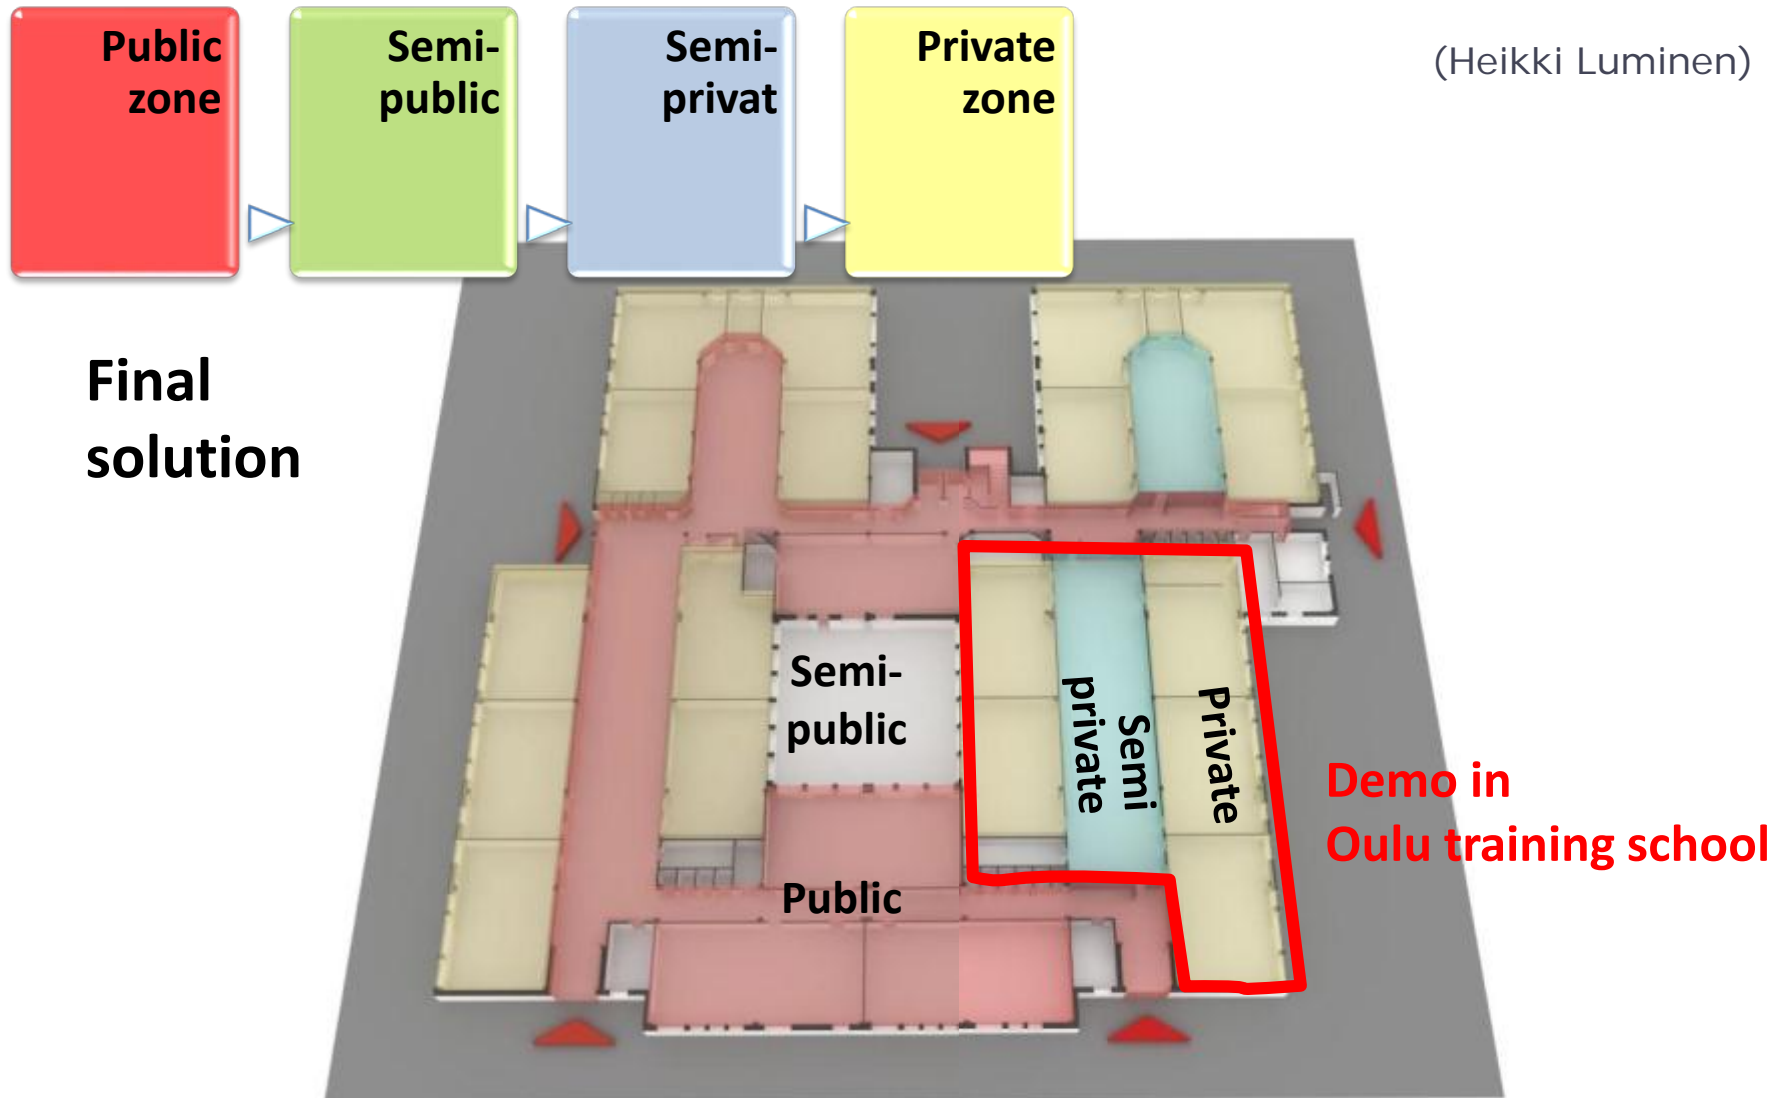 Public
zone
Semi-
public
Semi-
privat
Private
zone
(Heikki Luminen)
Final
solution
Semi-
public
Semi
private
Private
Demo in
Oulu training school
Public